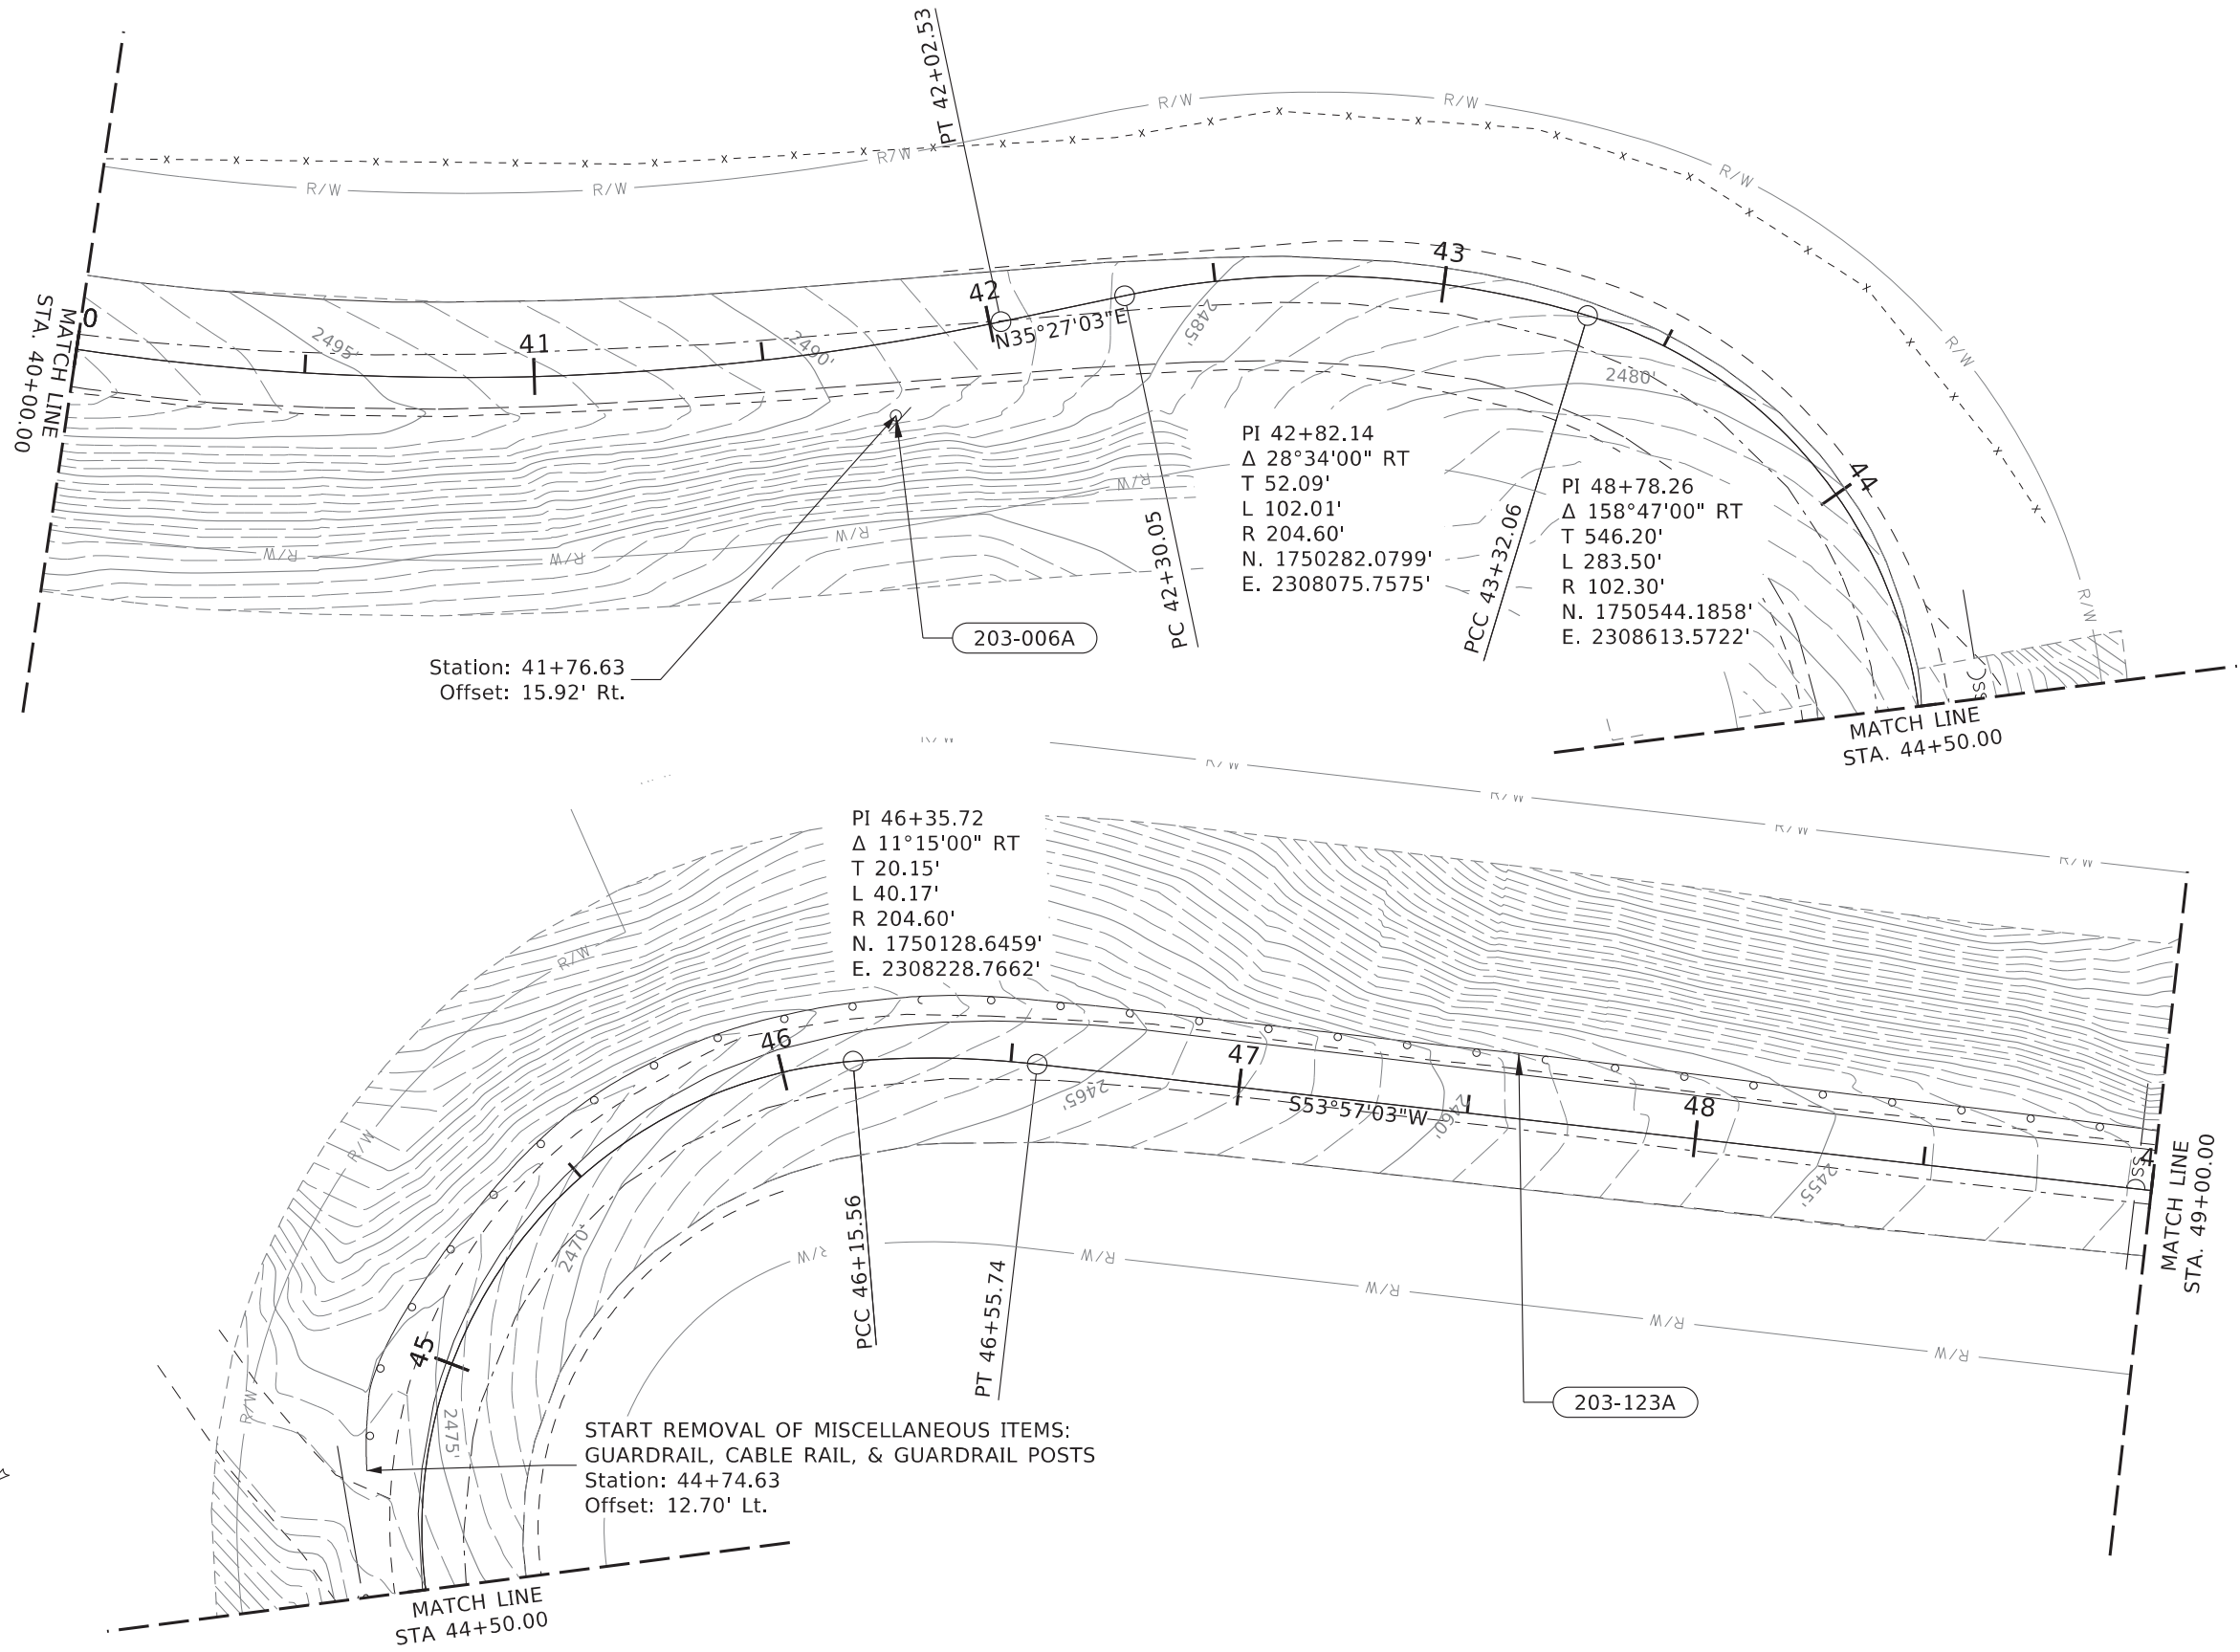 PT 42+02.53
R/W
R/W
R/W
R/W
R/W
R/W
R/W
R/W
MATCH LINE
STA. 40+00.00
0
41
42
43
44
2495'
2490'
2485'
2480'
N35°27'03"E
R/W
R/W
R/W
R/W
PI 42+82.14
Δ 28°34'00" RT
T 52.09'
L 102.01'
R 204.60'
N. 1750282.0799'
E. 2308075.7575'
PI 48+78.26
Δ 158°47'00" RT
T 546.20'
L 283.50'
R 102.30'
N. 1750544.1858'
E. 2308613.5722'
PC 42+30.05
PCC 43+32.06
203-006A
Station: 41+76.63
Offset: 15.92' Rt.
SS
MATCH LINE
STA. 44+50.00
R/W
R/W
R/W
R/W
R/W
PI 46+35.72
Δ 11°15'00" RT
T 20.15'
L 40.17'
R 204.60'
N. 1750128.6459'
E. 2308228.7662'
R/W
R/W
R/W
45
46
47
48
4
2475'
2470'
2465'
2460'
2455'
S53°57'03"W
SS
MATCH LINE
STA. 49+00.00
PCC 46+15.56
PT 46+55.74
R/W
R/W
R/W
R/W
R/W
203-123A
START REMOVAL OF MISCELLANEOUS ITEMS:
GUARDRAIL, CABLE RAIL, & GUARDRAIL POSTS
Station: 44+74.63
Offset: 12.70' Lt.
MATCH LINE
STA 44+50.00